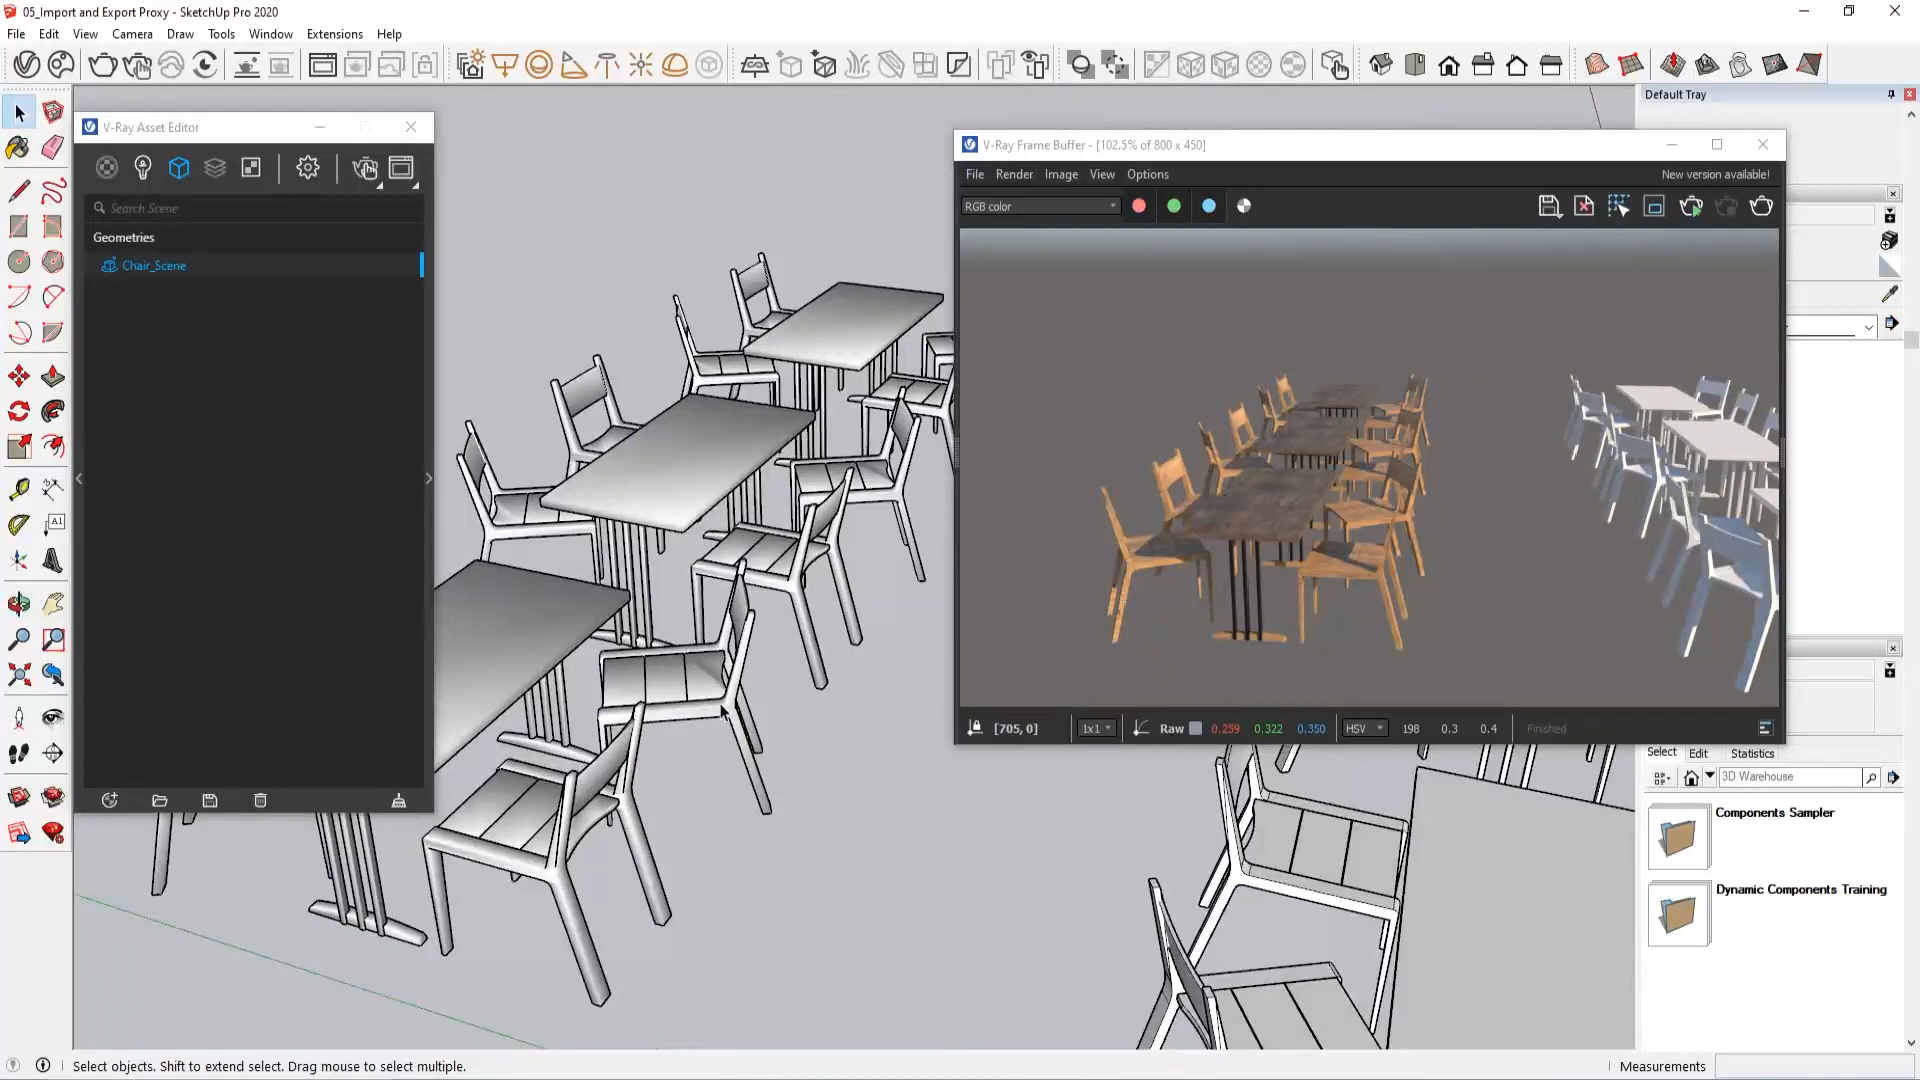 05_Import and Export Proxy - SketchUp Pro 2020
File Edit View Camera Draw Tools Window Extensions Help
Default Tray
V-Ray Asset Editor
Search Scene
Geometries
Chair_Scene
V-Ray Frame Buffer - [102.5% of 800 x 450]
File Render Image View Options New version available!
RGB color
[705, 0] 1x1 Raw 0.259 0.322 0.350 HSV 198 0.3 0.4 Finished
A1
Select Edit Statistics
3D Warehouse
Components Sampler
Dynamic Components Training
Select objects. Shift to extend select. Drag mouse to select multiple.
Measurements